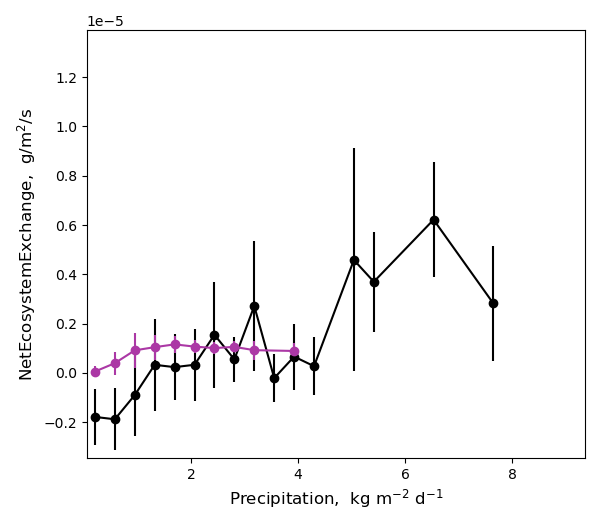 1e−5
1.2
1.0
0.8
0.6
0.4
0.2
0.0
−0.2
NetEcosystemExchange, g/m²/s
2 4 6 8
Precipitation, kg m⁻² d⁻¹